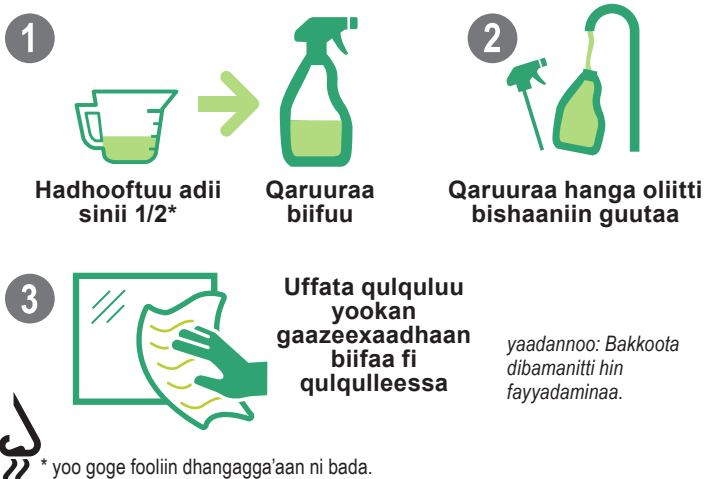 1
Hadhooftuu adii
sinii 1/2*
Qaruuraa
biifuu
2
Qaruuraa hanga oliitti
bishaaniin guutaa
3
Uffata qulquluu
yookan
gaazeexaadhaan
biifaa fi
qulqulleessa
yaadannoo: Bakkoota
dibamanitti hin
fayyadaminaa.
* yoo goge fooliin dhangagga'aan ni bada.